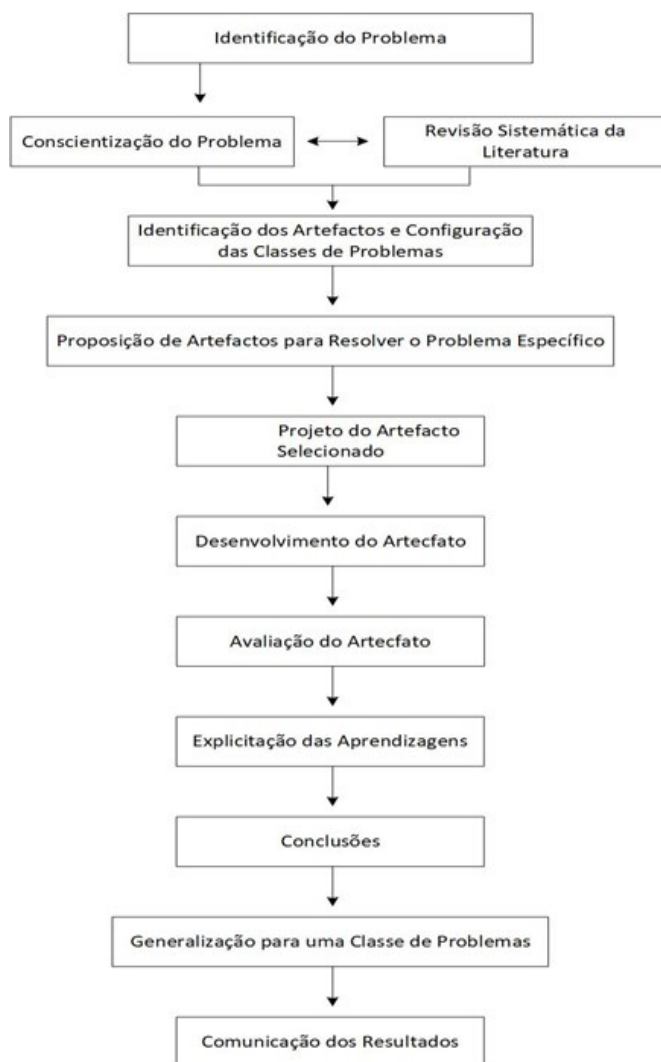 Identificação do Problema
Conscientização do Problema
Revisão Sistemática da
Literatura
Identificação dos Artefactos e Configuração
das Classes de Problemas
Proposição de Artefactos para Resolver o Problema Específico
Projeto do Artefacto
Selecionado
Desenvolvimento do Artecfato
Avaliação do Artecfato
Explicitação das Aprendizagens
Conclusões
Generalização para uma Classe de Problemas
Comunicação dos Resultados